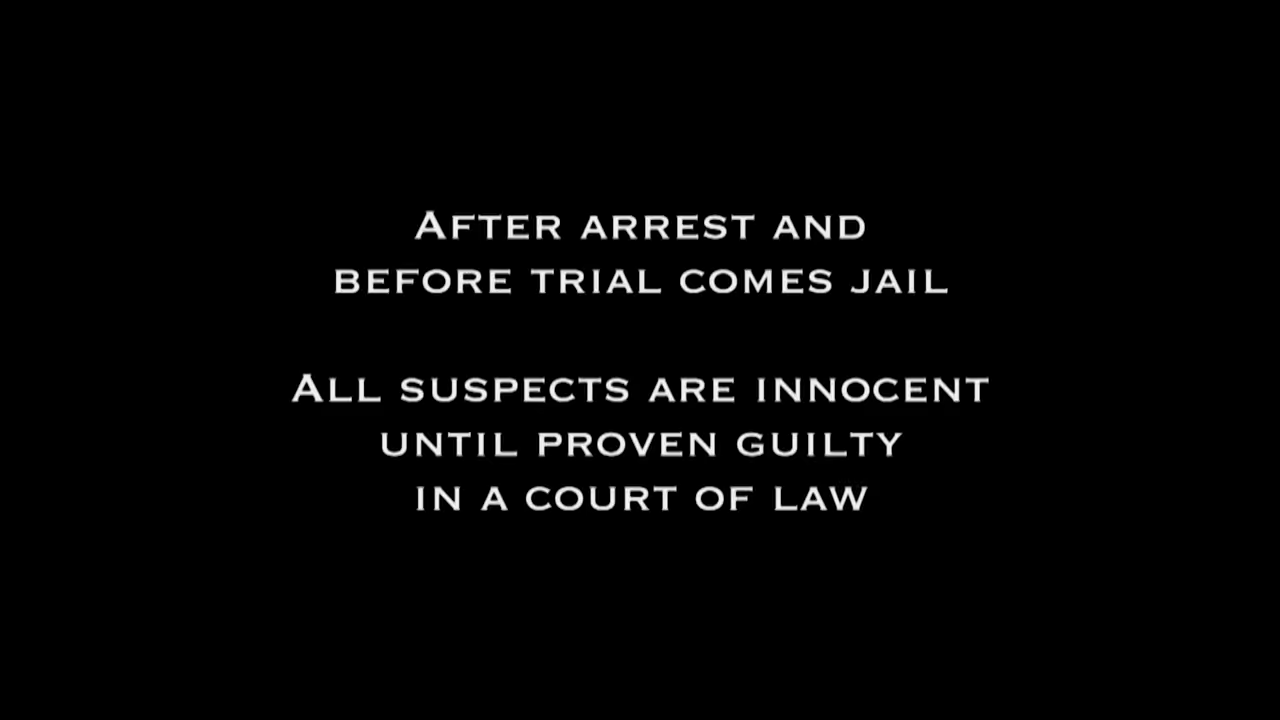 After arrest and
before trial comes jail
All suspects are innocent
until proven guilty
in a court of law